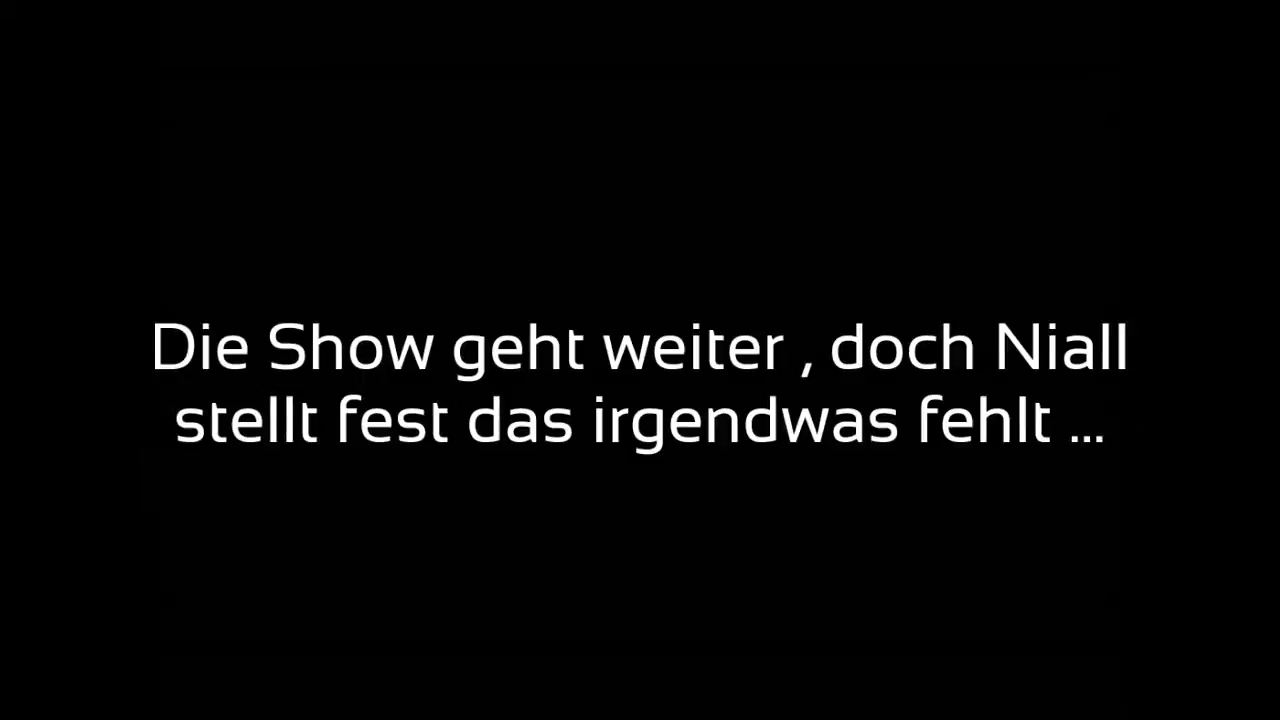 Die Show geht weiter , doch Niall
stellt fest das irgendwas fehlt ...